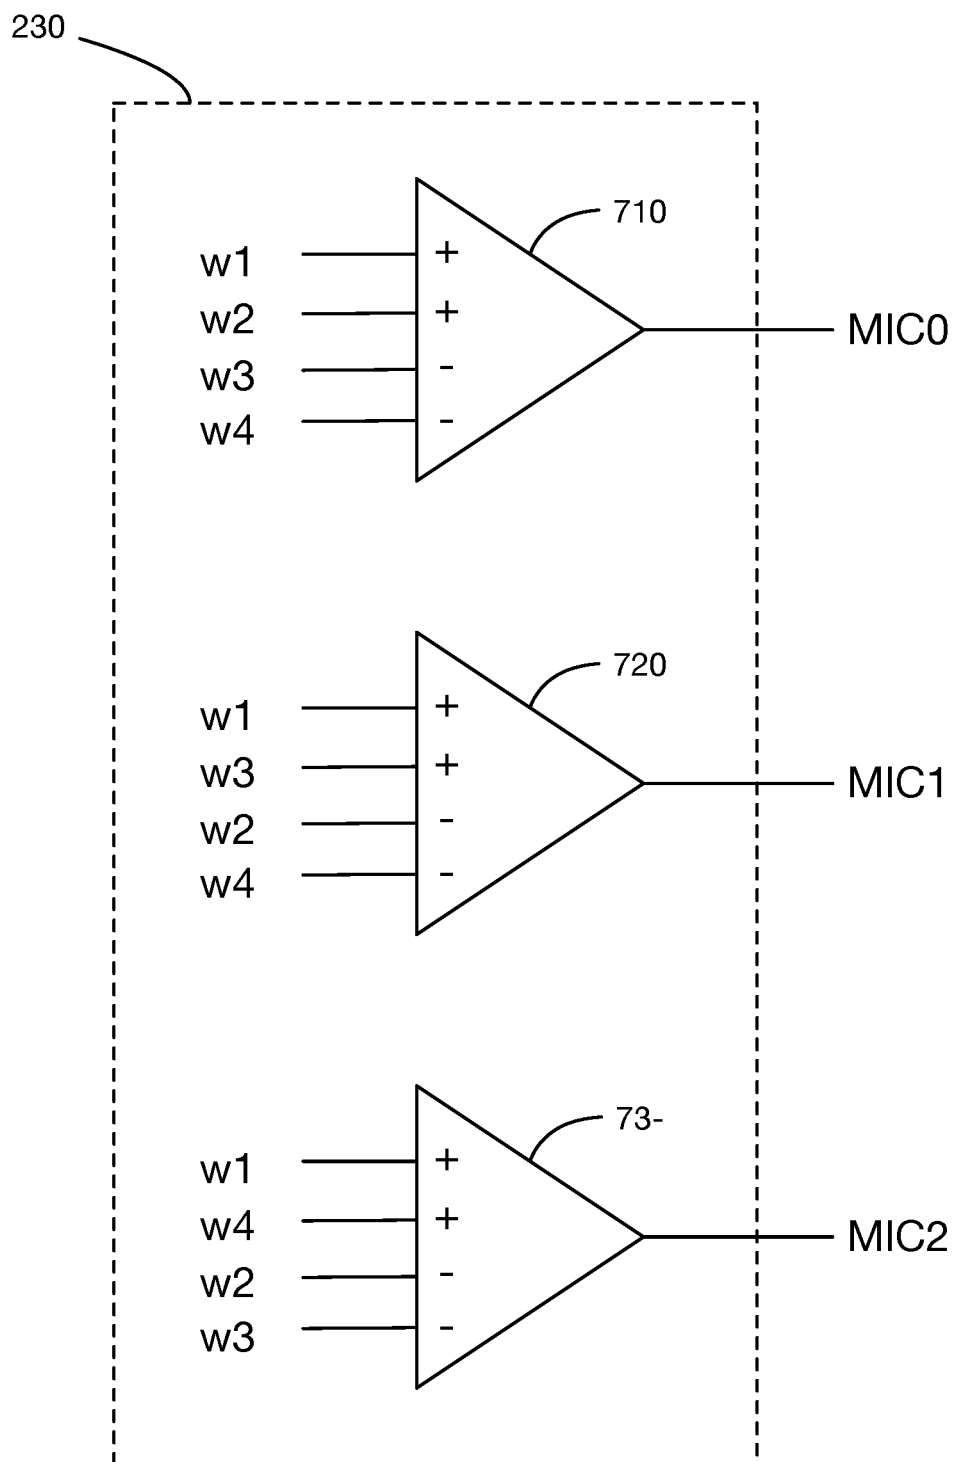 230
710
w1 +
w2 +
w3 -
w4 -
MIC0
720
w1 +
w3 +
w2 -
w4 -
MIC1
73-
w1 +
w4 +
w2 -
w3 -
MIC2